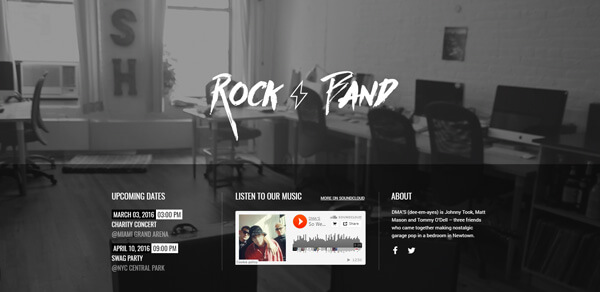 S
H
ROCK BAND
UPCOMING DATES
MARCH 03, 2016 03:00 PM
CHARITY CONCERT
@MIAMI GRAND ARENA
APRIL 10, 2016 09:00 PM
SWAG PARTY
@NYC CENTRAL PARK
LISTEN TO OUR MUSIC
MORE ON SOUNDCLOUD
DMA'S
So We...
SOUNDCLOUD
Share
ABOUT
DMA'S (dee-em-ayes) is Johnny Took, Matt
Mason and Tommy O'Dell – three friends
who came together making nostalgic
garage pop in a bedroom in Newtown.